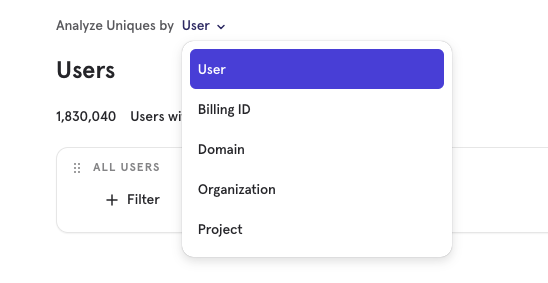 Analyze Uniques by User
Users
User
1,830,040 Users wi
Billing ID
Domain
ALL USERS
Organization
+ Filter
Project